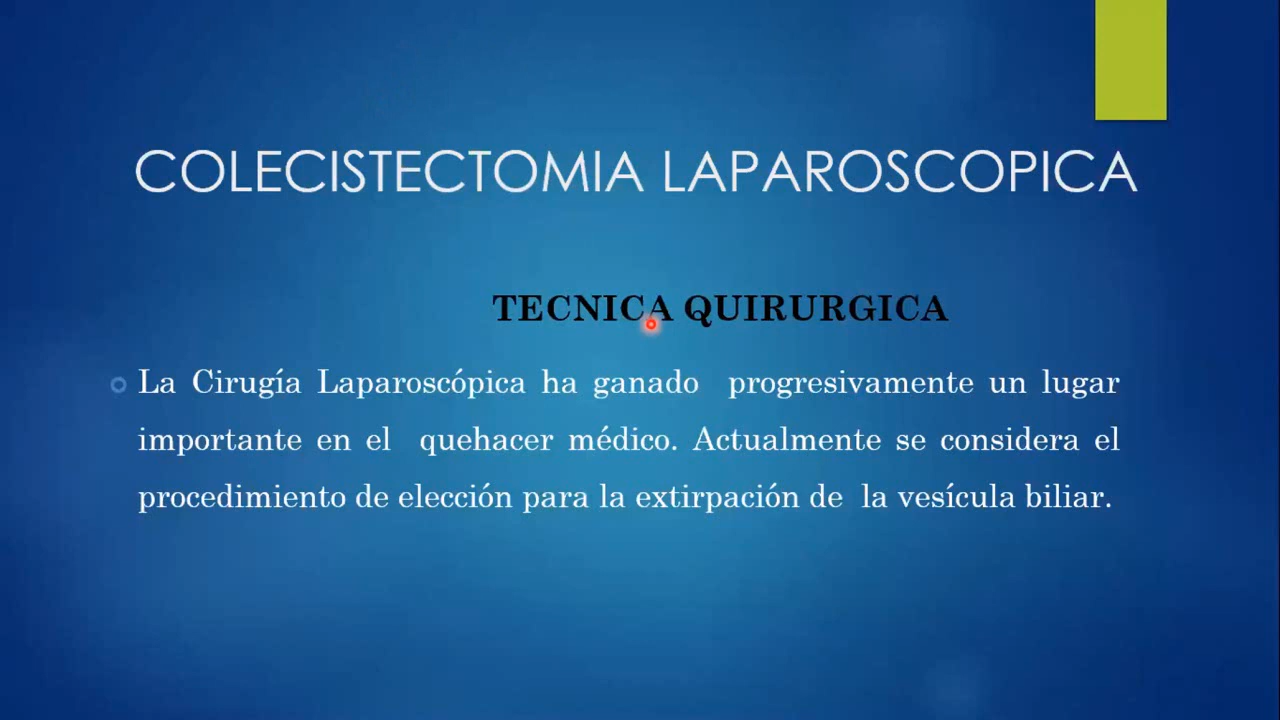 COLECISTECTOMIA LAPAROSCOPICA
TECNICA QUIRURGICA
La Cirugía Laparoscópica ha ganado progresivamente un lugar
importante en el quehacer médico. Actualmente se considera el
procedimiento de elección para la extirpación de la vesícula biliar.